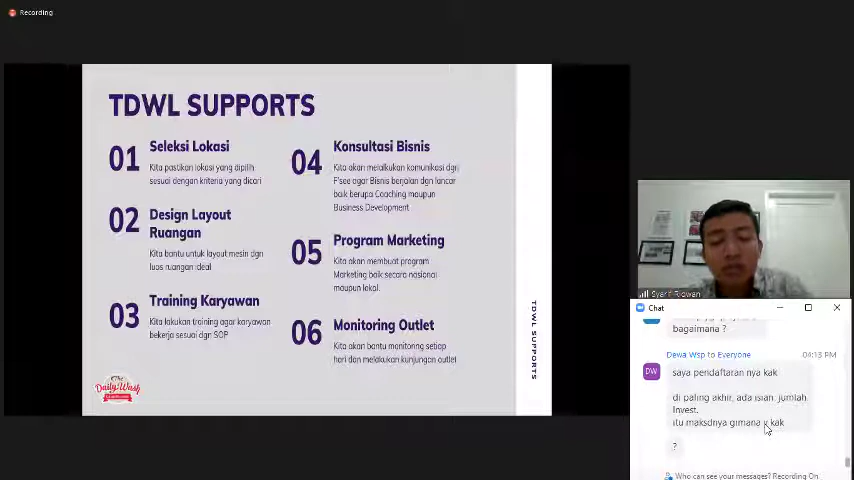 Recording
TDWL SUPPORTS
01
Seleksi Lokasi
Kita pastikan lokasi yang dipilih
sesuai dengan kriteria yang dicari
02
Design Layout
Ruangan
Kita bantu untuk layout mesin dgn
luas ruangan ideal
03
Training Karyawan
Kita lakukan training agar karyawan
bekerja sesuai dgn SOP
04
Konsultasi Bisnis
Kita akan melalkukan komunikasi dgn
F'see agar Bisnis berjalan dgn lancar
baik berupa Coaching maupun
Business Development
05
Program Marketing
Kita akan membuat program
Marketing baik secara nasional
maupun lokal.
06
Monitoring Outlet
Kita akan bantu monitoring setiap
hari dan melakukan kunjungan outlet
TDWL SUPPORTS
The
Daily Wash
Syarif Ridwan
Chat
bagaimana ?
Dewa Wsp to Everyone
04:13 PM
DW
saya pendaftaran nya kak
di paling akhir, ada isian. jumlah
Invest.
itu maksdnya gimana y kak
?
Who can see your messages? Recording On